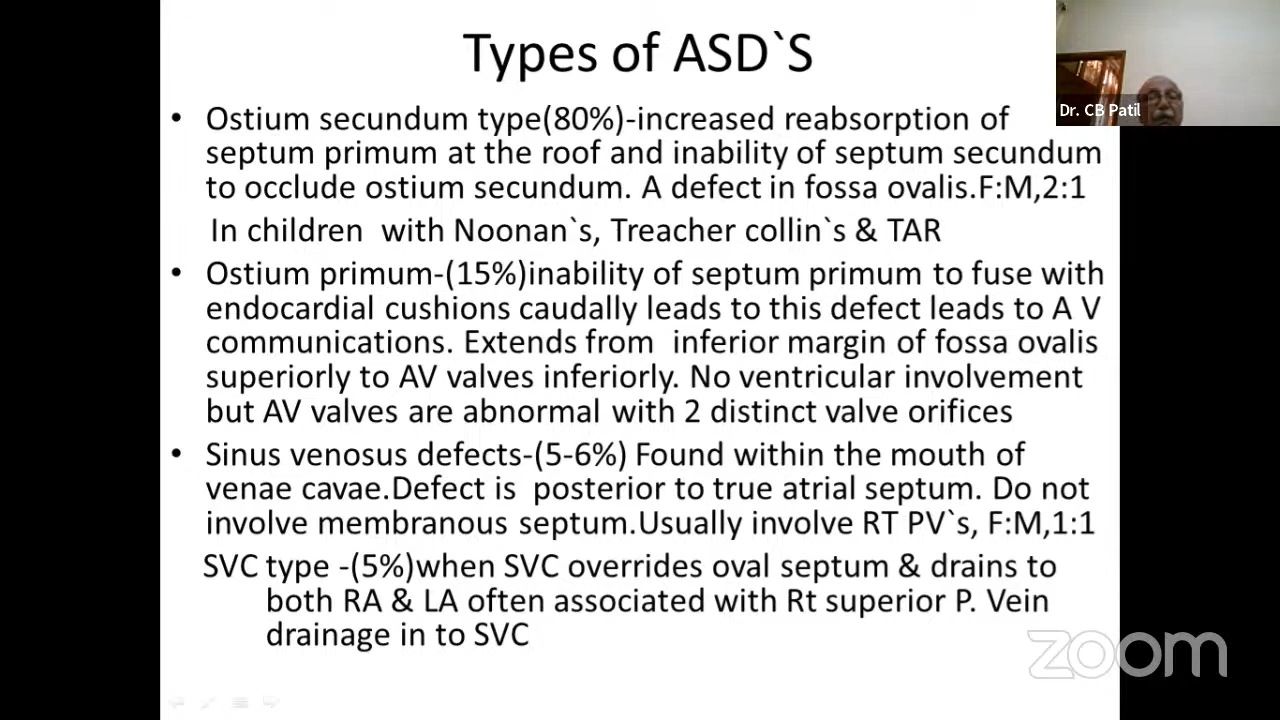 Types of ASD`S
Dr. CB Patil
• Ostium secundum type(80%)-increased reabsorption of
septum primum at the roof and inability of septum secundum
to occlude ostium secundum. A defect in fossa ovalis.F:M,2:1
In children with Noonan`s, Treacher collin`s & TAR
• Ostium primum-(15%)inability of septum primum to fuse with
endocardial cushions caudally leads to this defect leads to A V
communications. Extends from inferior margin of fossa ovalis
superiorly to AV valves inferiorly. No ventricular involvement
but AV valves are abnormal with 2 distinct valve orifices
• Sinus venosus defects-(5-6%) Found within the mouth of
venae cavae.Defect is posterior to true atrial septum. Do not
involve membranous septum.Usually involve RT PV`s, F:M,1:1
SVC type -(5%)when SVC overrides oval septum & drains to
both RA & LA often associated with Rt superior P. Vein
drainage in to SVC
zoom